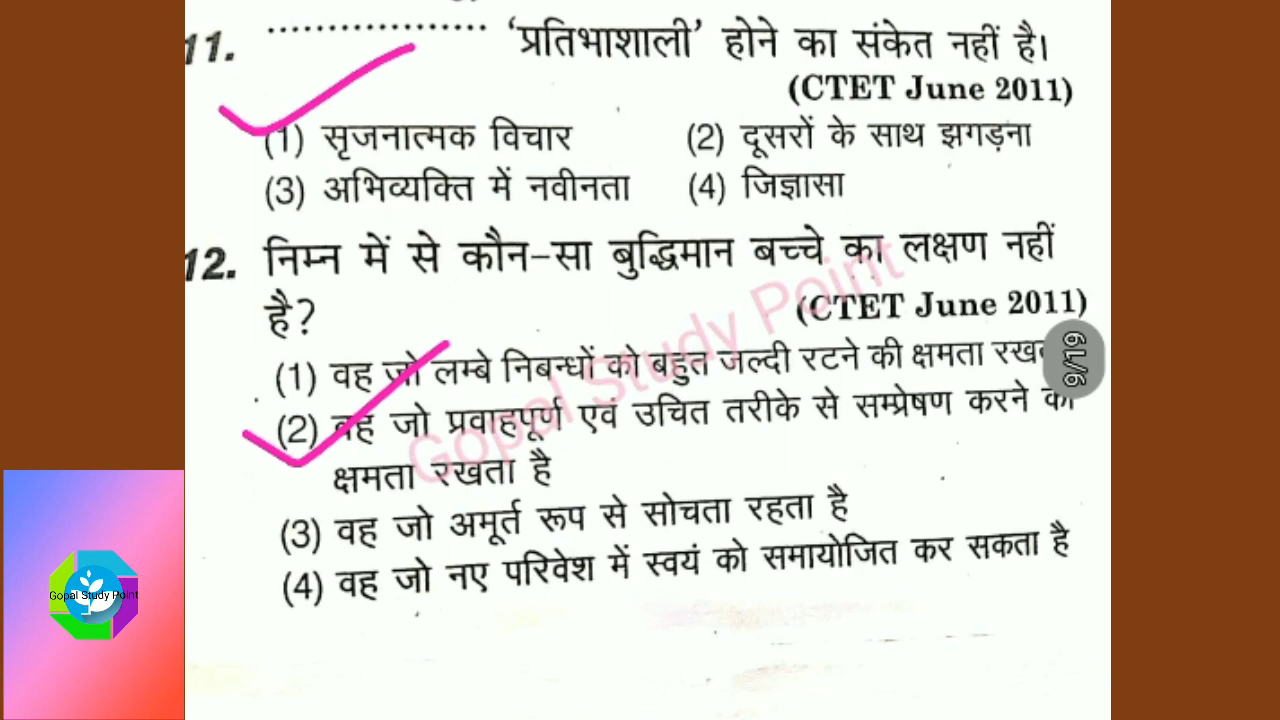 11. .................. ‘प्रतिभाशाली’ होने का संकेत नहीं है।
(CTET June 2011)
(1) सृजनात्मक विचार (2) दूसरों के साथ झगड़ना
(3) अभिव्यक्ति में नवीनता (4) जिज्ञासा
12. निम्न में से कौन-सा बुद्धिमान बच्चे का लक्षण नहीं
है? (CTET June 2011)
(1) वह जो लम्बे निबन्धों को बहुत जल्दी रटने की क्षमता
(2) वह जो प्रवाहपूर्ण एवं उचित तरीके से सम्प्रेषण करने
क्षमता रखता है
(3) वह जो अमूर्त रूप से सोचता रहता है
(4) वह जो नए परिवेश में स्वयं को समायोजित कर सकता है
Gopal Study Point
6/19
Gopal Study Point